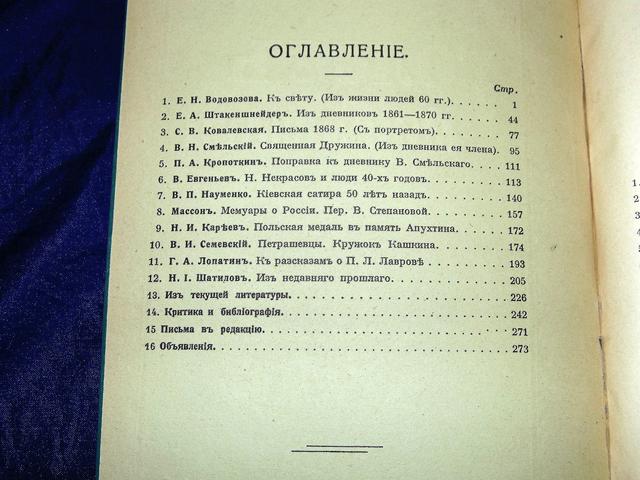 ОГЛАВЛЕНІЕ.
Стр.
1. Е. Н. Водовозова. Къ свѣту. (Изъ жизни людей 60 гг.). . . . . . 1
2. Е. А. Штакеншнейдеръ. Изъ дневниковъ 1861—1870 гг. . . . . 44
3. С. В. Ковалевская. Письма 1868 г. (Съ портретомъ). . . . . . . 77
4. В. Н. Смѣльскій. Священная Дружина. (Изъ дневника ея члена). 95
5. П. А. Кропоткинъ. Поправка къ дневнику В. Смѣльскаго. . . . 111
6. В. Евгеньевъ. Н. Некрасовъ и люди 40-хъ годовъ. . . . . . . . 113
7. В. П. Науменко. Кіевская сатира 50 лѣтъ назадъ. . . . . . . . 140
8. Массонъ. Мемуары о Россіи. Пер. В. Степановой. . . . . . . . 157
9. Н. И. Карѣевъ. Польская медаль въ память Апухтина. . . . . . 172
10. В. И. Семевскій. Петрашевцы. Кружокъ Кашкина. . . . . . . . 174
11. Г. А. Лопатинъ. Къ разсказамъ о П. Л. Лавровѣ . . . . . . . . 193
12. Н. І. Шатиловъ. Изъ недавняго прошлаго. . . . . . . . . . . . 205
13. Изъ текущей литературы. . . . . . . . . . . . . . . . . . . . 226
14. Критика и библіографія. . . . . . . . . . . . . . . . . . . . 242
15 Письма въ редакцію. . . . . . . . . . . . . . . . . . . . . . 271
16 Объявленія. . . . . . . . . . . . . . . . . . . . . . . . . . 273
1.
2
3
4